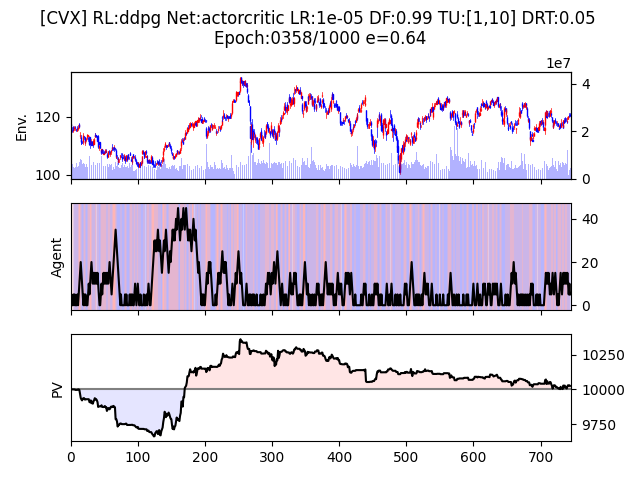 [CVX] RL:ddpg Net:actorcritic LR:1e-05 DF:0.99 TU:[1,10] DRT:0.05
Epoch:0358/1000 e=0.64
1e7
Env.
120
100
4
2
0
Agent
40
20
0
PV
10250
10000
9750
0 100 200 300 400 500 600 700